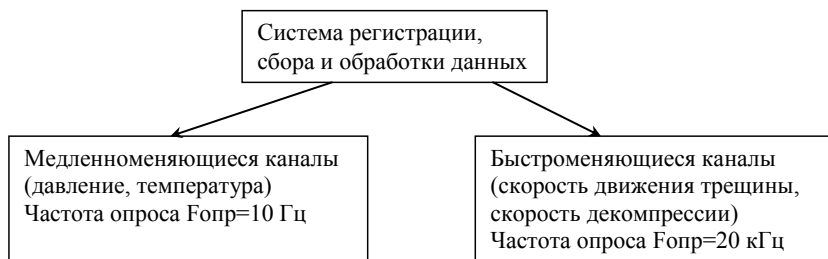 Система регистрации,
сбора и обработки данных
Медленноменяющиеся каналы
(давление, температура)
Частота опроса Fопр=10 Гц
Быстроменяющиеся каналы
(скорость движения трещины,
скорость декомпрессии)
Частота опроса Fопр=20 кГц